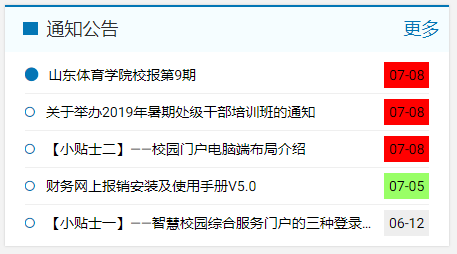 通知公告 更多
山东体育学院校报第9期 07-08
关于举办2019年暑期处级干部培训班的通知 07-08
【小贴士二】——校园门户电脑端布局介绍 07-08
财务网上报销安装及使用手册V5.0 07-05
【小贴士一】——智慧校园综合服务门户的三种登录... 06-12